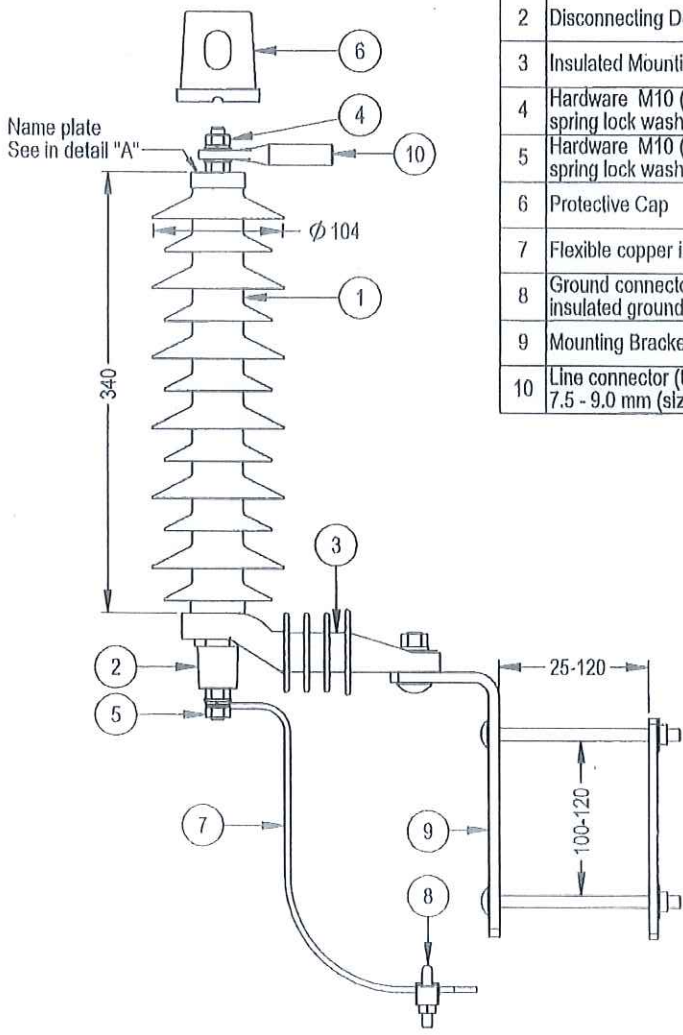 6
4
Name plate
See in detail "A"
10
Φ 104
1
340
3
2
25-120
5
100-120
7
9
8
2 Disconnecting D
3 Insulated Mounti
4 Hardware M10 (
spring lock wash
5 Hardware M10 (
spring lock wash
6 Protective Cap
7 Flexible copper i
8 Ground connecto
insulated ground
9 Mounting Bracke
10 Line connector (
7.5 - 9.0 mm (siz